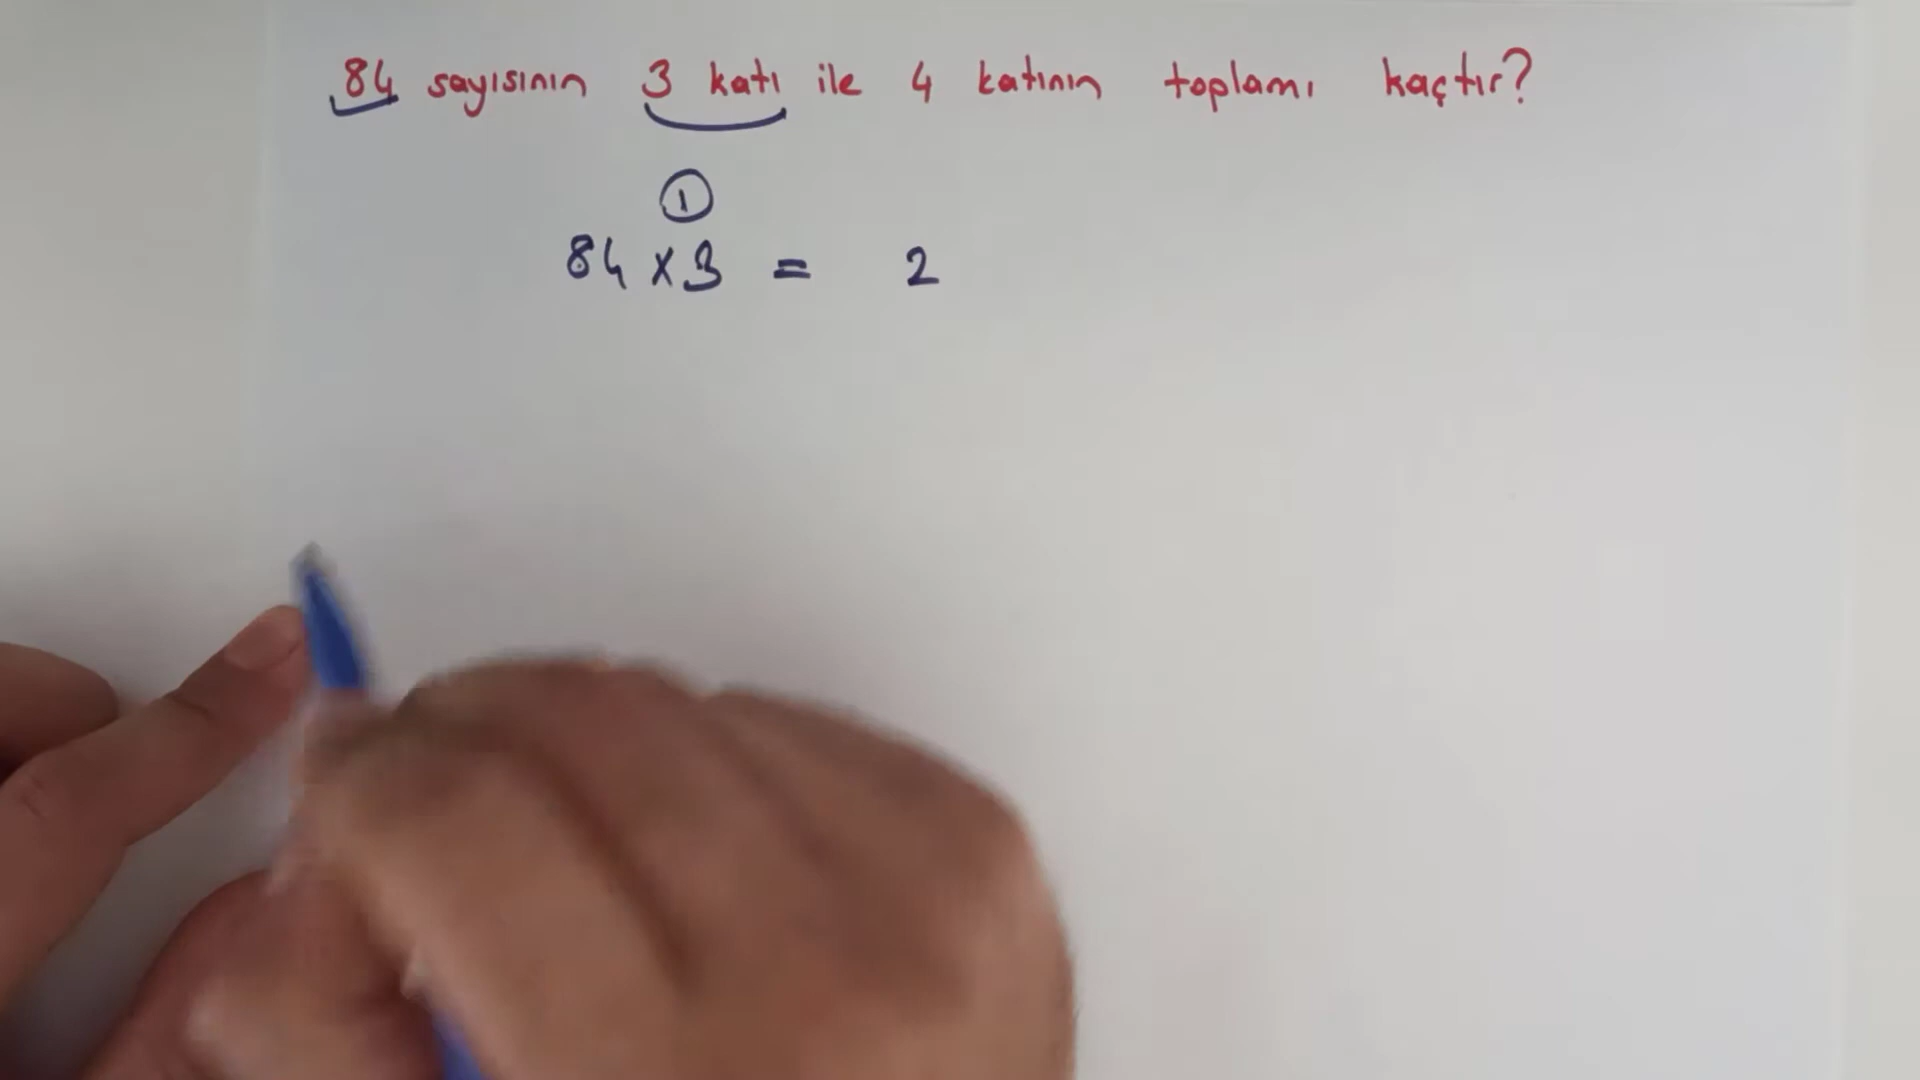 84 sayısının 3 katı ile 4 katının toplamı kaçtır?
1
84 x 3 = 2